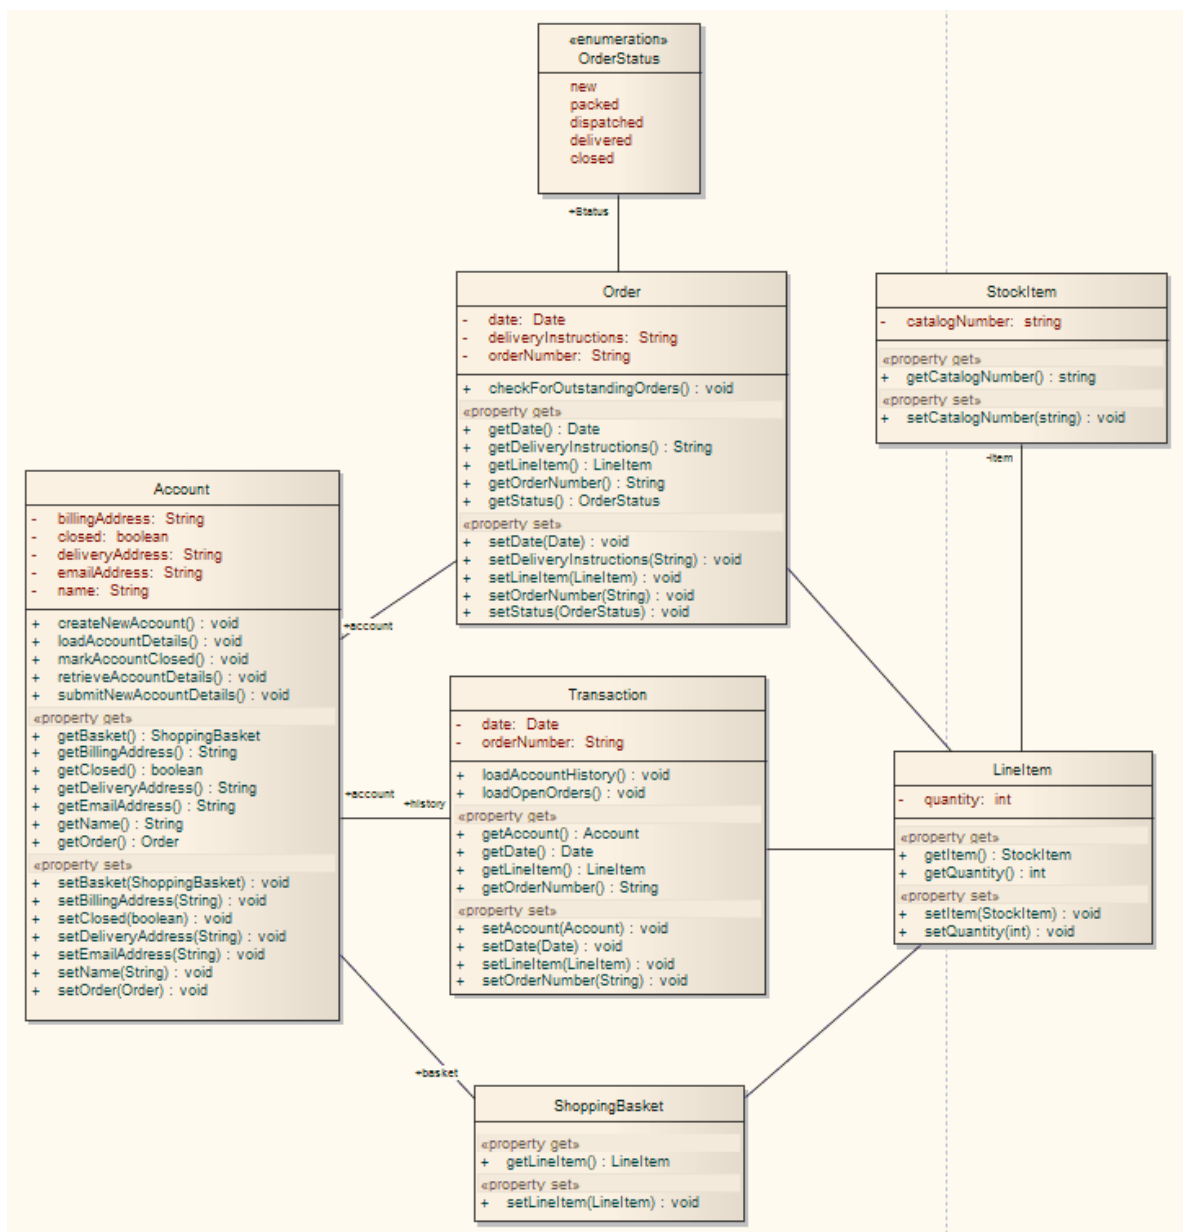 «enumeration»
OrderStatus
new
packed
dispatched
delivered
closed
+Status
Order
- date: Date
- deliveryInstructions: String
- orderNumber: String
+ checkForOutstandingOrders() : void
«property get»
+ getDate() : Date
+ getDeliveryInstructions() : String
+ getLineItem() : LineItem
+ getOrderNumber() : String
+ getStatus() : OrderStatus
«property set»
+ setDate(Date) : void
+ setDeliveryInstructions(String) : void
+ setLineItem(LineItem) : void
+ setOrderNumber(String) : void
+ setStatus(OrderStatus) : void
StockItem
- catalogNumber: string
«property get»
+ getCatalogNumber() : string
«property set»
+ setCatalogNumber(string) : void
-item
Account
- billingAddress: String
- closed: boolean
- deliveryAddress: String
- emailAddress: String
- name: String
+ createNewAccount() : void
+ loadAccountDetails() : void
+ markAccountClosed() : void
+ retrieveAccountDetails() : void
+ submitNewAccountDetails() : void
«property get»
+ getBasket() : ShoppingBasket
+ getBillingAddress() : String
+ getClosed() : boolean
+ getDeliveryAddress() : String
+ getEmailAddress() : String
+ getName() : String
+ getOrder() : Order
«property set»
+ setBasket(ShoppingBasket) : void
+ setBillingAddress(String) : void
+ setClosed(boolean) : void
+ setDeliveryAddress(String) : void
+ setEmailAddress(String) : void
+ setName(String) : void
+ setOrder(Order) : void
+account
+account
+history
+basket
Transaction
- date: Date
- orderNumber: String
+ loadAccountHistory() : void
+ loadOpenOrders() : void
«property get»
+ getAccount() : Account
+ getDate() : Date
+ getLineItem() : LineItem
+ getOrderNumber() : String
«property set»
+ setAccount(Account) : void
+ setDate(Date) : void
+ setLineItem(LineItem) : void
+ setOrderNumber(String) : void
LineItem
- quantity: int
«property get»
+ getItem() : StockItem
+ getQuantity() : int
«property set»
+ setItem(StockItem) : void
+ setQuantity(int) : void
ShoppingBasket
«property get»
+ getLineItem() : LineItem
«property set»
+ setLineItem(LineItem) : void